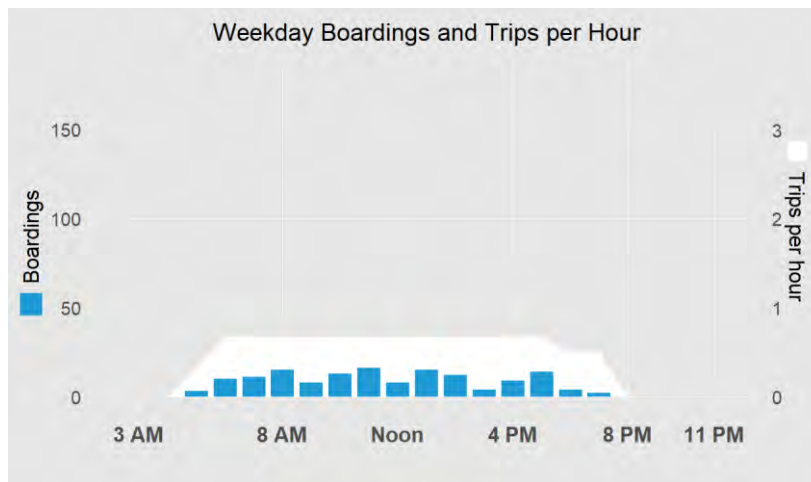 Weekday Boardings and Trips per Hour
150
100
50
0
Boardings
3
2
1
0
Trips per hour
3 AM 8 AM Noon 4 PM 8 PM 11 PM